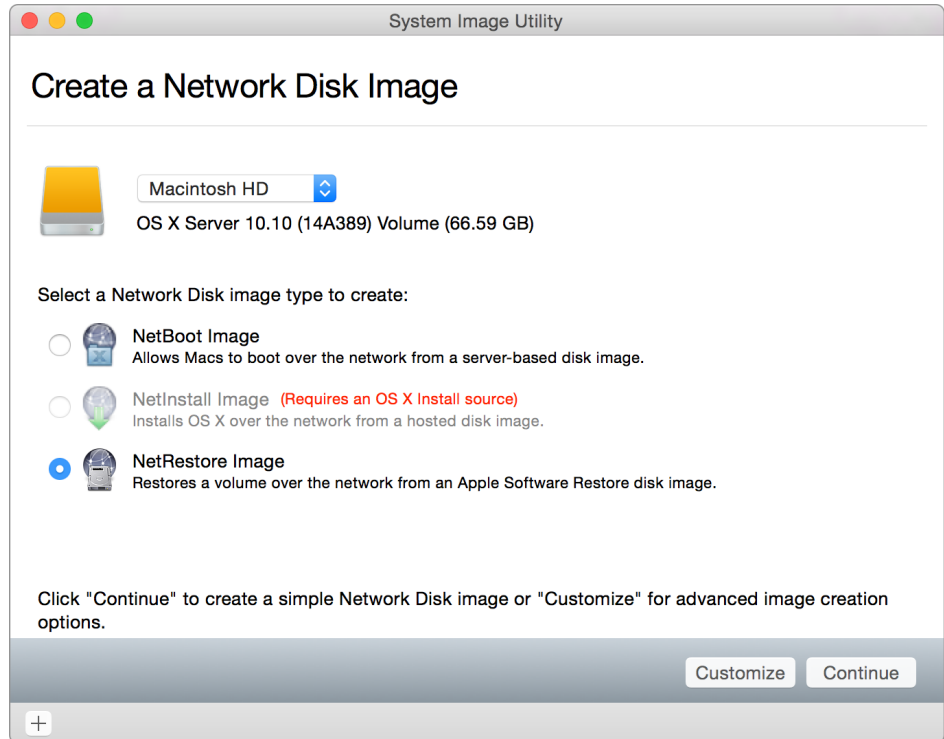 System Image Utility
Create a Network Disk Image
Macintosh HD
OS X Server 10.10 (14A389) Volume (66.59 GB)
Select a Network Disk image type to create:
NetBoot Image
Allows Macs to boot over the network from a server-based disk image.
NetInstall Image (Requires an OS X Install source)
Installs OS X over the network from a hosted disk image.
NetRestore Image
Restores a volume over the network from an Apple Software Restore disk image.
Click "Continue" to create a simple Network Disk image or "Customize" for advanced image creation
options.
Customize Continue